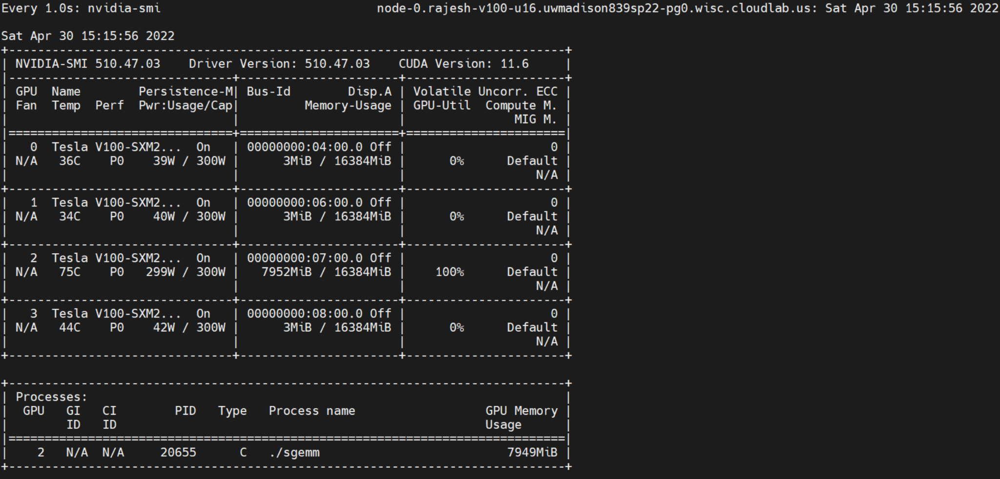 Every 1.0s: nvidia-smi                              node-0.rajesh-v100-u16.uwmadison839sp22-pg0.wisc.cloudlab.us: Sat Apr 30 15:15:56 2022
Sat Apr 30 15:15:56 2022
+-----------------------------------------------------------------------------+
| NVIDIA-SMI 510.47.03    Driver Version: 510.47.03    CUDA Version: 11.6     |
|-------------------------------+----------------------+----------------------+
| GPU  Name        Persistence-M| Bus-Id        Disp.A | Volatile Uncorr. ECC |
| Fan  Temp  Perf  Pwr:Usage/Cap|         Memory-Usage | GPU-Util  Compute M. |
|                               |                      |               MIG M. |
|===============================+======================+======================|
|   0  Tesla V100-SXM2...  On   | 00000000:04:00.0 Off |                    0 |
| N/A   36C    P0    39W / 300W |      3MiB / 16384MiB |      0%      Default |
|                               |                      |                  N/A |
+-------------------------------+----------------------+----------------------+
|   1  Tesla V100-SXM2...  On   | 00000000:06:00.0 Off |                    0 |
| N/A   34C    P0    40W / 300W |      3MiB / 16384MiB |      0%      Default |
|                               |                      |                  N/A |
+-------------------------------+----------------------+----------------------+
|   2  Tesla V100-SXM2...  On   | 00000000:07:00.0 Off |                    0 |
| N/A   75C    P0   299W / 300W |   7952MiB / 16384MiB |    100%      Default |
|                               |                      |                  N/A |
+-------------------------------+----------------------+----------------------+
|   3  Tesla V100-SXM2...  On   | 00000000:08:00.0 Off |                    0 |
| N/A   44C    P0    42W / 300W |      3MiB / 16384MiB |      0%      Default |
|                               |                      |                  N/A |
+-------------------------------+----------------------+----------------------+
+-----------------------------------------------------------------------------+
| Processes:                                                                  |
|  GPU   GI   CI        PID   Type   Process name                  GPU Memory |
|        ID   ID                                                   Usage      |
|=============================================================================|
|    2   N/A  N/A     20655      C   ./sgemm                          7949MiB |
+-----------------------------------------------------------------------------+